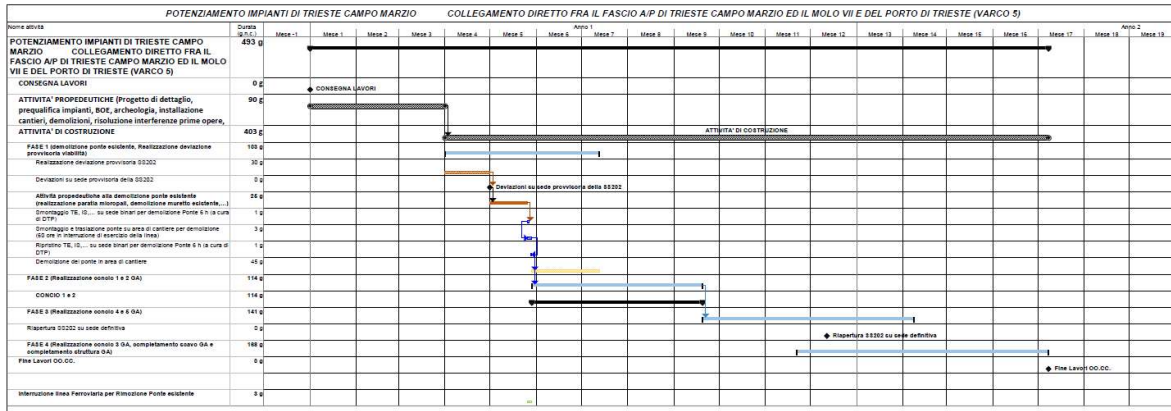 POTENZIAMENTO IMPIANTI DI TRIESTE CAMPO MARZIO COLLEGAMENTO DIRETTO FRA IL FASCIO A/P DI TRIESTE CAMPO MARZIO ED IL MOLO VII E DEL PORTO DI TRIESTE (VARCO 5)
Nome attività Durata (g.n.c.) Anno 1 Anno 2
Mese -1 Mese 1 Mese 2 Mese 3 Mese 4 Mese 5 Mese 6 Mese 7 Mese 8 Mese 9 Mese 10 Mese 11 Mese 12 Mese 13 Mese 14 Mese 15 Mese 16 Mese 17 Mese 18 Mese 19
POTENZIAMENTO IMPIANTI DI TRIESTE CAMPO 493 g
MARZIO COLLEGAMENTO DIRETTO FRA IL
FASCIO A/P DI TRIESTE CAMPO MARZIO ED IL MOLO
VII E DEL PORTO DI TRIESTE (VARCO 5)
CONSEGNA LAVORI 0 g
CONSEGNA LAVORI
ATTIVITA' PROPEDEUTICHE (Progetto di dettaglio, 90 g
prequalifica impianti, BOE, archeologia, installazione
cantieri, demolizioni, risoluzione interferenze prime opere,
ATTIVITA' DI COSTRUZIONE 403 g
ATTIVITA' DI COSTRUZIONE
FASE 1 (demolizione ponte esistente, Realizzazione deviazione 103 g
provvisoria viabilità)
Realizzazione deviazione provvisoria SS202 30 g
Deviazioni su sede provvisoria della SS202 0 g
Deviazioni su sede provvisoria della SS202
Attività propedeutiche alla demolizione ponte esistente 25 g
(realizzazione paratia micropali, demolizione muretto esistente,...)
Smontaggio TE, IS,... su sede binari per demolizione Ponte 6 h (a cura 1 g
di DTP)
Smontaggio e traslazione ponte su area di cantiere per demolizione 3 g
(60 ore in interruzione di esercizio della linea)
Ripristino TE, IS,... su sede binari per demolizione Ponte 6 h (a cura di 1 g
DTP)
Demolizione del ponte in area di cantiere 45 g
FASE 2 (Realizzazione concio 1 e 2 GA) 114 g
CONCIO 1 e 2 114 g
FASE 3 (Realizzazione concio 4 e 5 GA) 141 g
Riapertura SS202 su sede definitiva 0 g
Riapertura SS202 su sede definitiva
FASE 4 (Realizzazione concio 3 GA, completamento scavo GA e 168 g
completamento struttura GA)
Fine Lavori OO.CC. 0 g
Fine Lavori OO.CC.
Interruzione linea Ferroviaria per Rimozione Ponte esistente 3 g